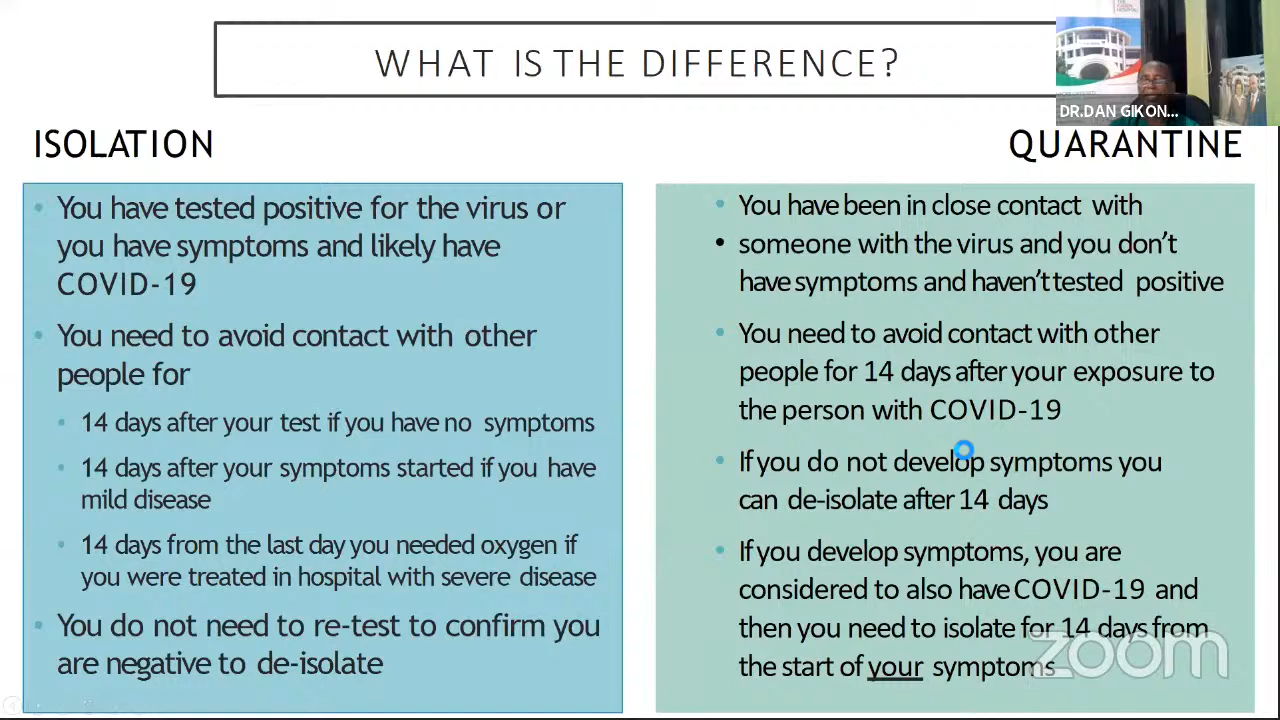 WHAT IS THE DIFFERENCE?
DR.DAN GIKON...
ISOLATION
QUARANTINE
• You have tested positive for the virus or
you have symptoms and likely have
COVID-19
• You need to avoid contact with other
people for
• 14 days after your test if you have no symptoms
• 14 days after your symptoms started if you have
mild disease
• 14 days from the last day you needed oxygen if
you were treated in hospital with severe disease
• You do not need to re-test to confirm you
are negative to de-isolate
• You have been in close contact with
• someone with the virus and you don’t
have symptoms and haven’t tested positive
• You need to avoid contact with other
people for 14 days after your exposure to
the person with COVID-19
• If you do not develop symptoms you
can de-isolate after 14 days
• If you develop symptoms, you are
considered to also have COVID-19 and
then you need to isolate for 14 days from
the start of your symptoms
zoom